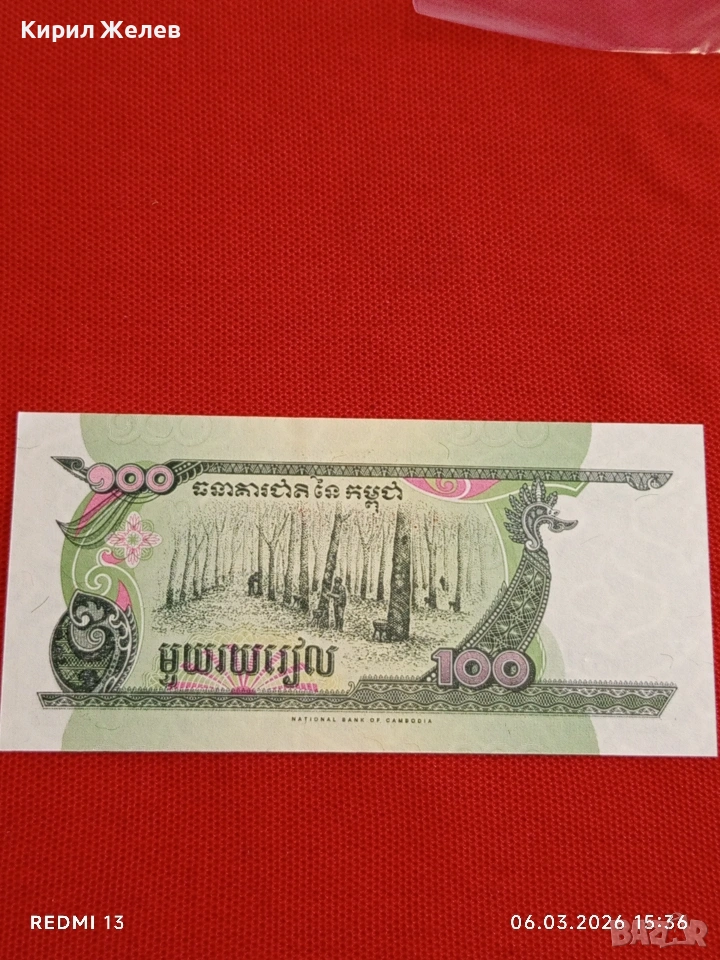 Кирил Желев
១០០
ធនាគារជាតិនៃកម្ពុជា
មួយរយរៀល
100
NATIONAL BANK OF CAMBODIA
REDMI 13
06.03.2026 15:36
BAZAR